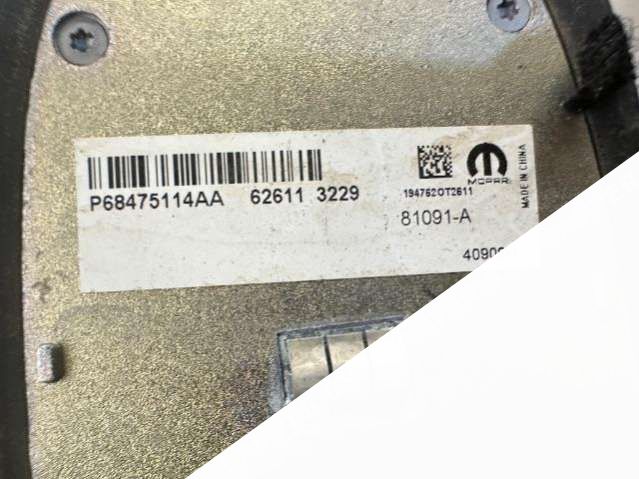 P68475114AA 62611 3229
MOPAR
194762OT2611
81091-A
MADE IN CHINA